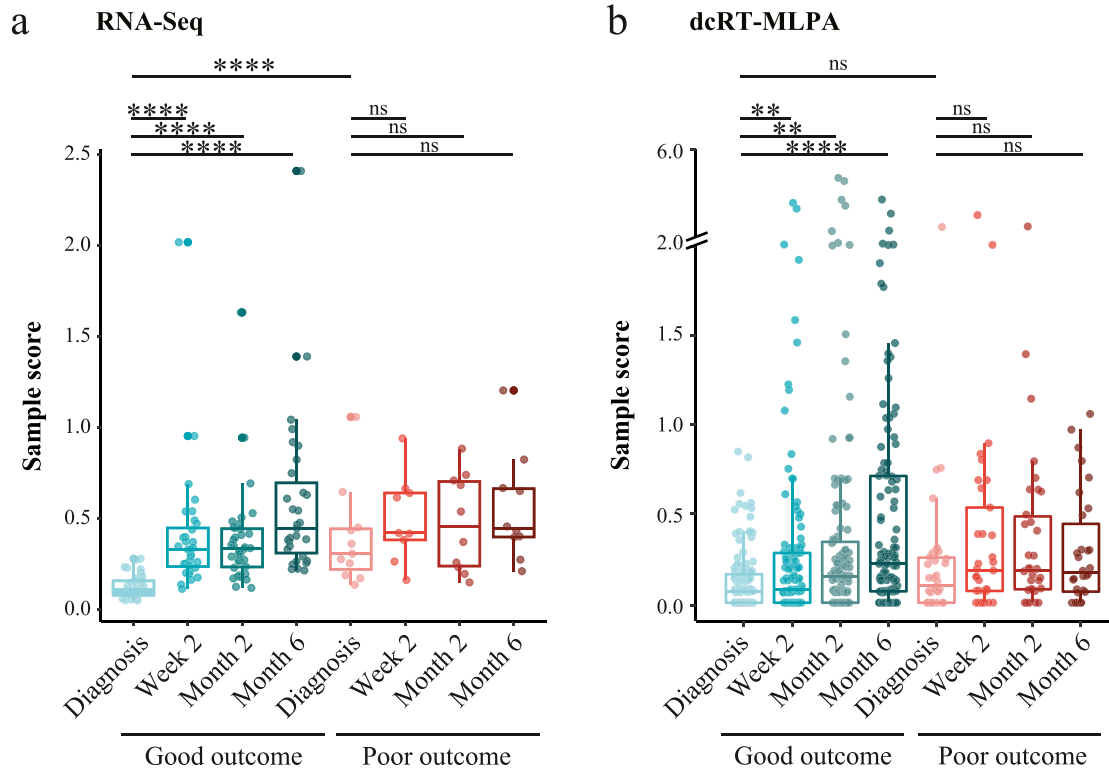 a RNA-Seq
****
**** ns
**** ns
**** ns
2.5
2.0
1.5
1.0
0.5
0.0
Sample score
Diagnosis Week 2 Month 2 Month 6 Diagnosis Week 2 Month 2 Month 6
Good outcome Poor outcome
b dcRT-MLPA
ns
** ns
** ns
**** ns
6.0
2.0
1.5
1.0
0.5
0.0
Sample score
Diagnosis Week 2 Month 2 Month 6 Diagnosis Week 2 Month 2 Month 6
Good outcome Poor outcome